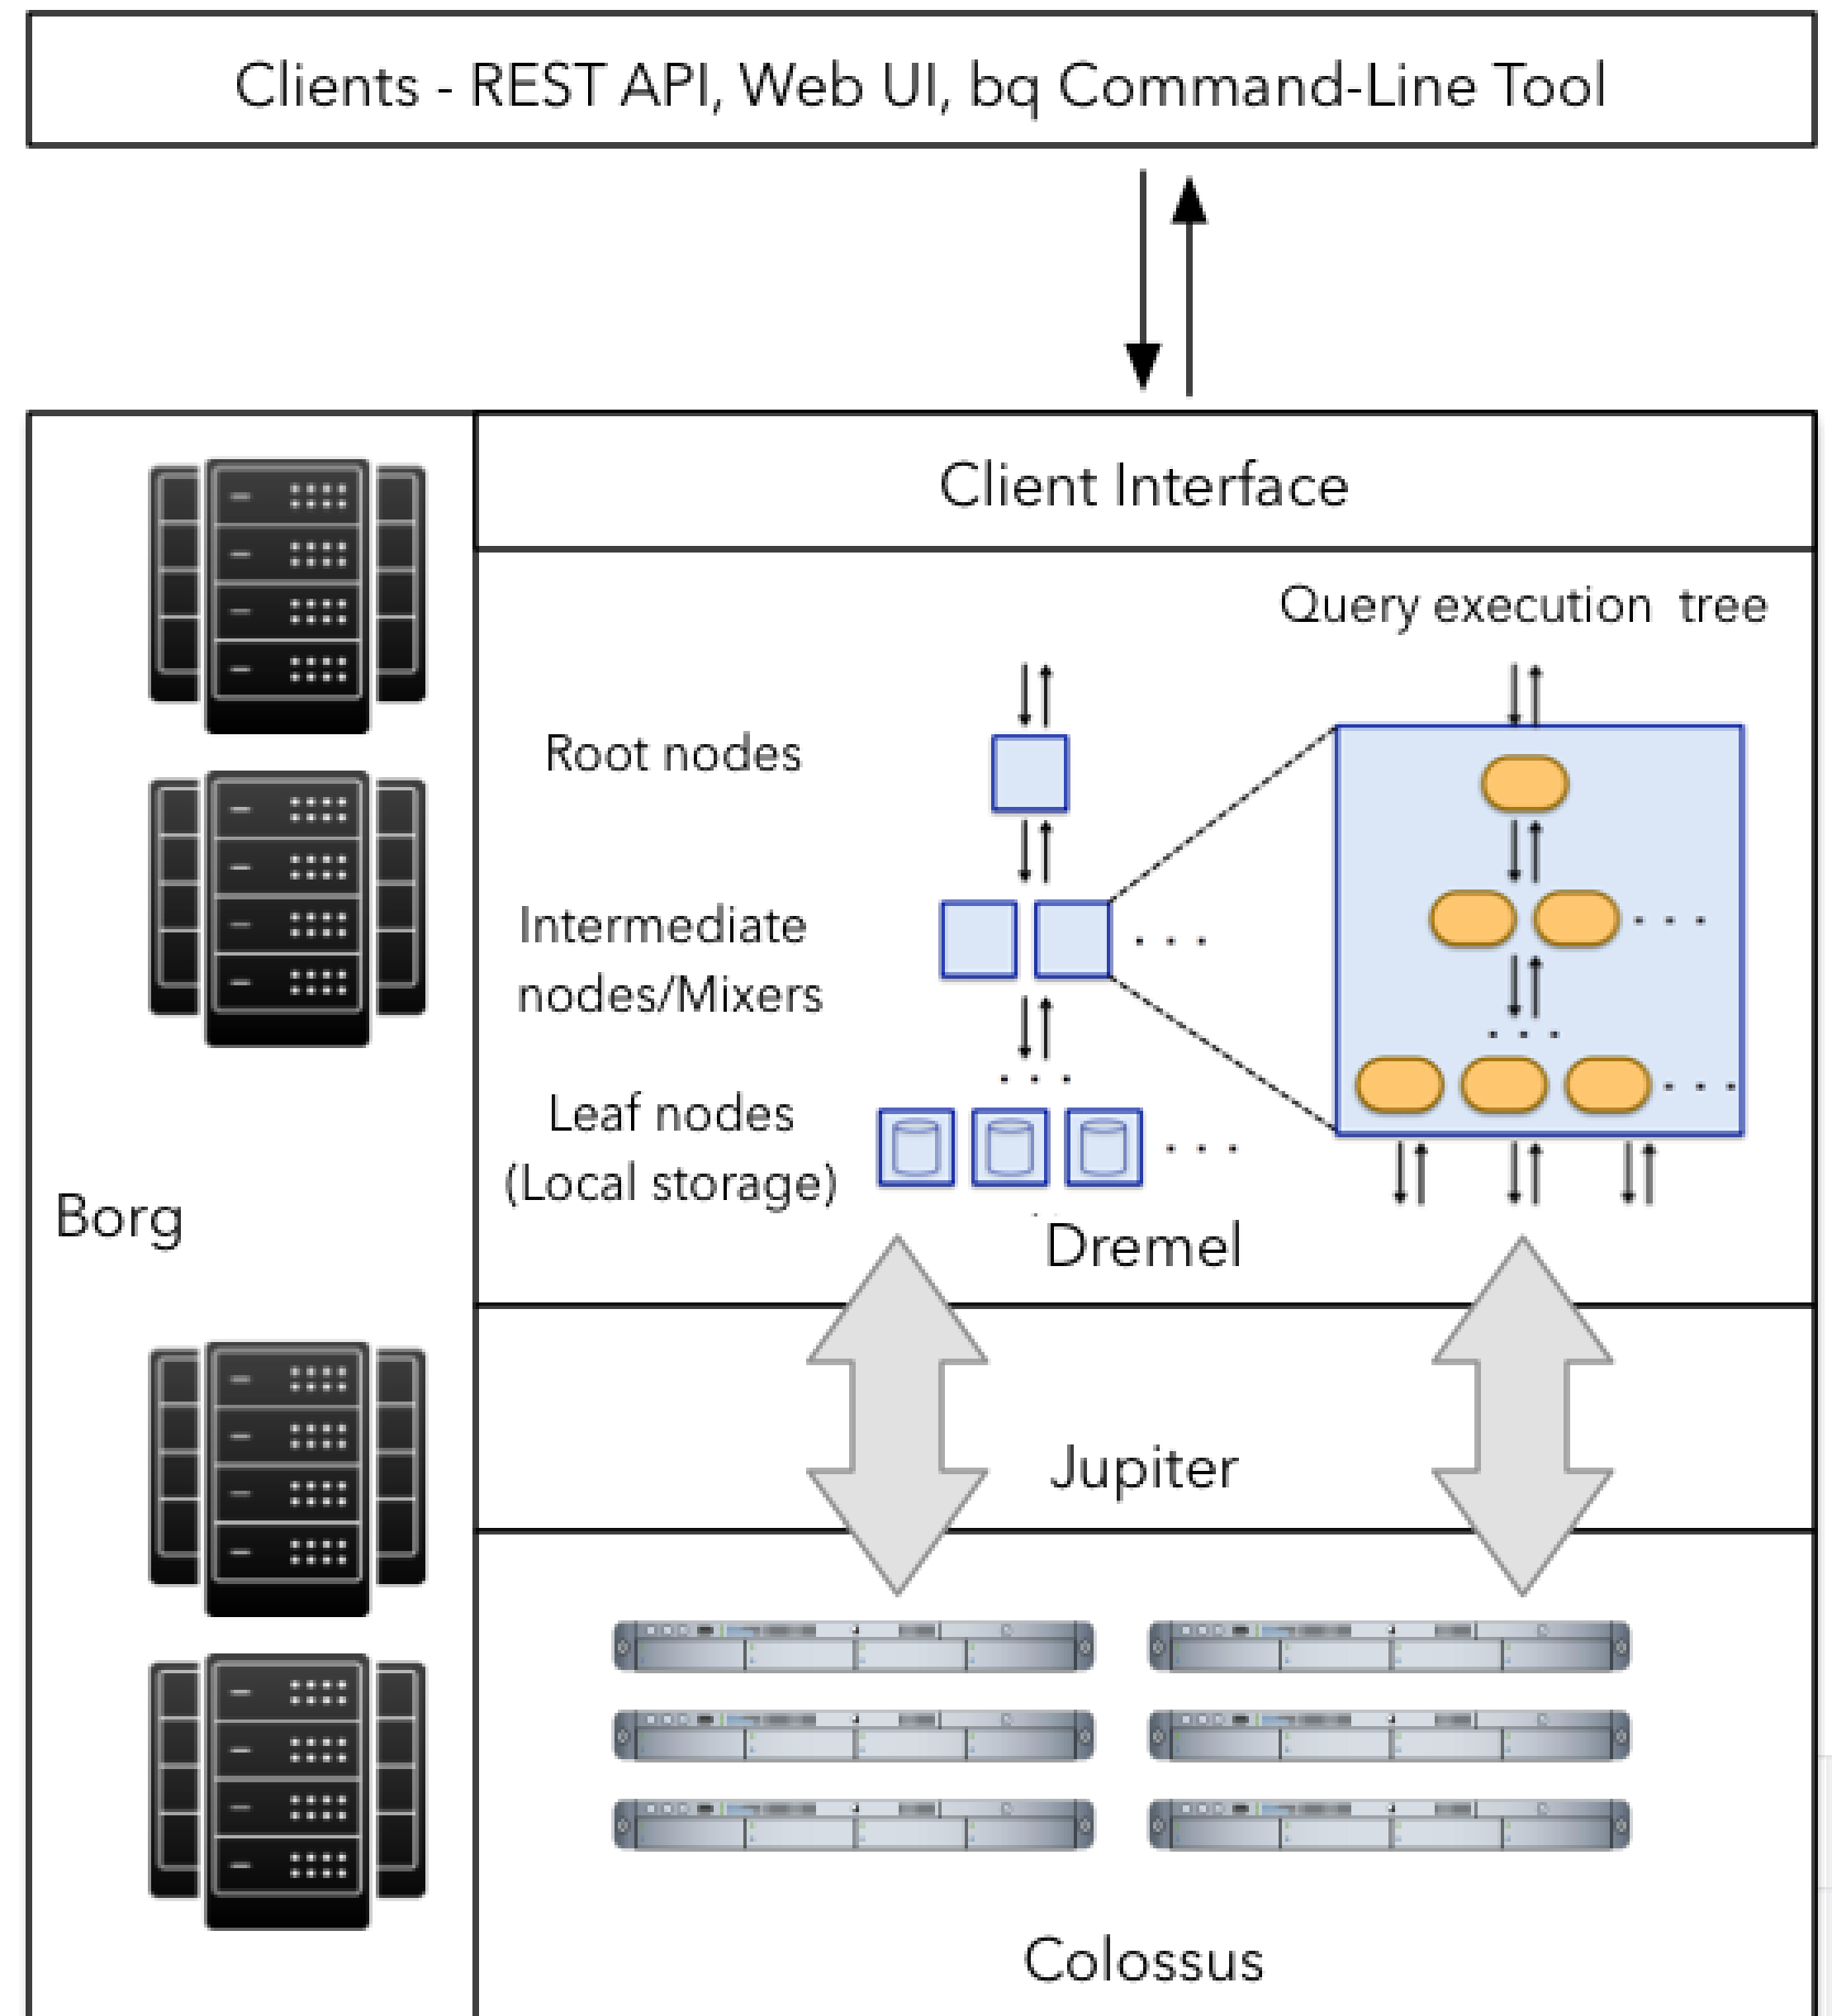 Clients - REST API, Web UI, bq Command-Line Tool
Client Interface
Query execution tree
Root nodes
Intermediate
nodes/Mixers
Leaf nodes
(Local storage)
Borg
Dremel
Jupiter
Colossus